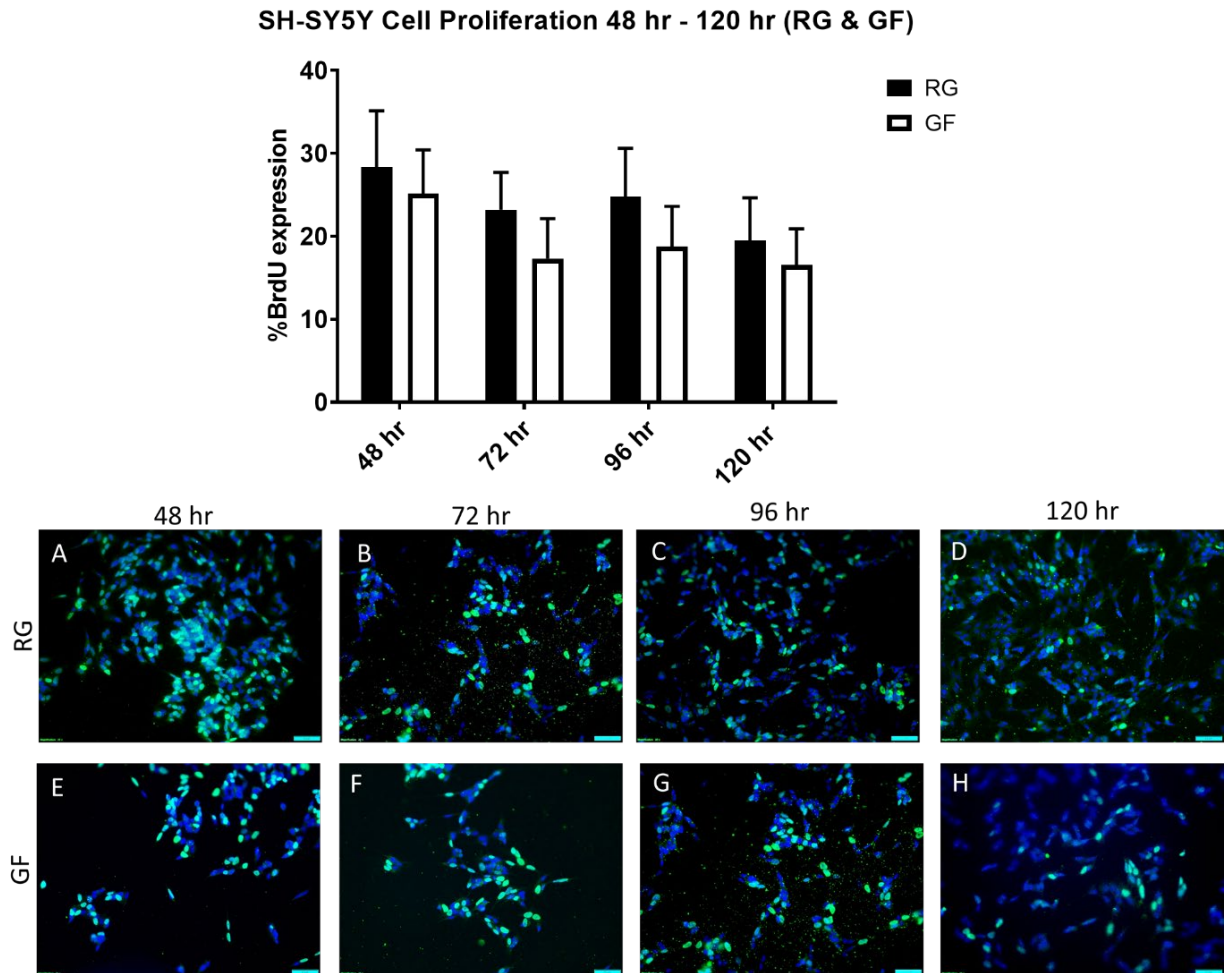 SH-SY5Y Cell Proliferation 48 hr - 120 hr (RG & GF)
%BrdU expression
40
30
20
10
0
48 hr
72 hr
96 hr
120 hr
RG
GF
48 hr
72 hr
96 hr
120 hr
RG
A
B
C
D
GF
E
F
G
H